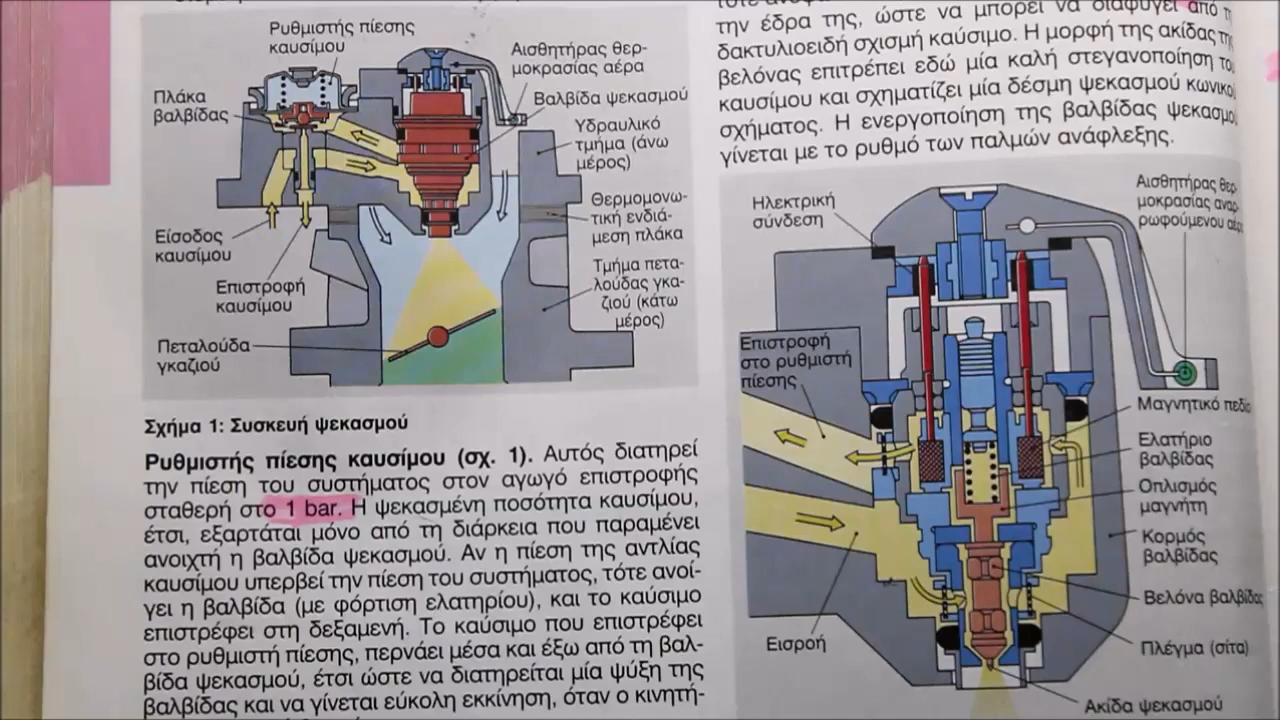 Ρυθμιστής πίεσης
καυσίμου
Πλάκα
βαλβίδας
Αισθητήρας θερ-
μοκρασίας αέρα
Βαλβίδα ψεκασμού
Υδραυλικό
τμήμα (άνω
μέρος)
Θερμομονω-
τική ενδιά-
μεση πλάκα
Τμήμα πετα-
λούδας γκα-
ζιού (κάτω
μέρος)
Είσοδος
καυσίμου
Επιστροφή
καυσίμου
Πεταλούδα
γκαζιού
Σχήμα 1: Συσκευή ψεκασμού
Ρυθμιστής πίεσης καυσίμου (σχ. 1). Αυτός διατηρεί
την πίεση του συστήματος στον αγωγό επιστροφής
σταθερή στο 1 bar. Η ψεκασμένη ποσότητα καυσίμου,
έτσι, εξαρτάται μόνο από τη διάρκεια που παραμένει
ανοιχτή η βαλβίδα ψεκασμού. Αν η πίεση της αντλίας
καυσίμου υπερβεί την πίεση του συστήματος, τότε ανοί-
γει η βαλβίδα (με φόρτιση ελατηρίου), και το καύσιμο
επιστρέφει στη δεξαμενή. Το καύσιμο που επιστρέφει
στο ρυθμιστή πίεσης, περνάει μέσα και έξω από τη βαλ-
βίδα ψεκασμού, έτσι ώστε να διατηρείται μία ψύξη της
βαλβίδας και να γίνεται εύκολη εκκίνηση, όταν ο κινητή-
την έδρα της, ώστε να μπορεί να διαφύγει από τη
δακτυλιοειδή σχισμή καύσιμο. Η μορφή της ακίδας της
βελόνας επιτρέπει εδώ μία καλή στεγανοποίηση του
καυσίμου και σχηματίζει μία δέσμη ψεκασμού κωνικού
σχήματος. Η ενεργοποίηση της βαλβίδας ψεκασμού
γίνεται με το ρυθμό των παλμών ανάφλεξης.
Ηλεκτρική
σύνδεση
Αισθητήρας θερ-
μοκρασίας αναρ-
ροφούμενου αέρα
Επιστροφή
στο ρυθμιστή
πίεσης
Μαγνητικό πεδίο
Ελατήριο
βαλβίδας
Οπλισμός
μαγνήτη
Κορμός
βαλβίδας
Βελόνα βαλβίδας
Πλέγμα (σίτα)
Εισροή
Ακίδα ψεκασμού